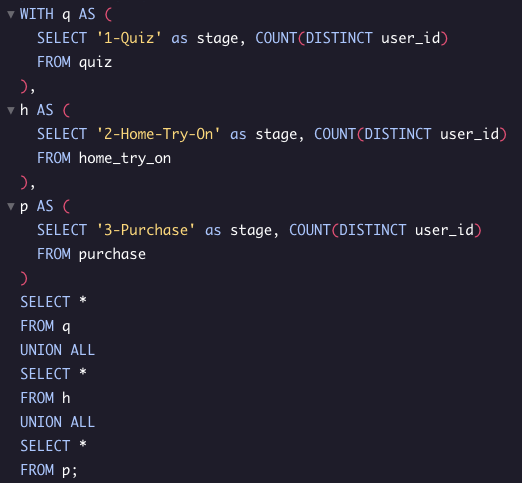 WITH q AS (
  SELECT '1-Quiz' as stage, COUNT(DISTINCT user_id)
  FROM quiz
),
h AS (
  SELECT '2-Home-Try-On' as stage, COUNT(DISTINCT user_id)
  FROM home_try_on
),
p AS (
  SELECT '3-Purchase' as stage, COUNT(DISTINCT user_id)
  FROM purchase
)
SELECT *
FROM q
UNION ALL
SELECT *
FROM h
UNION ALL
SELECT *
FROM p;